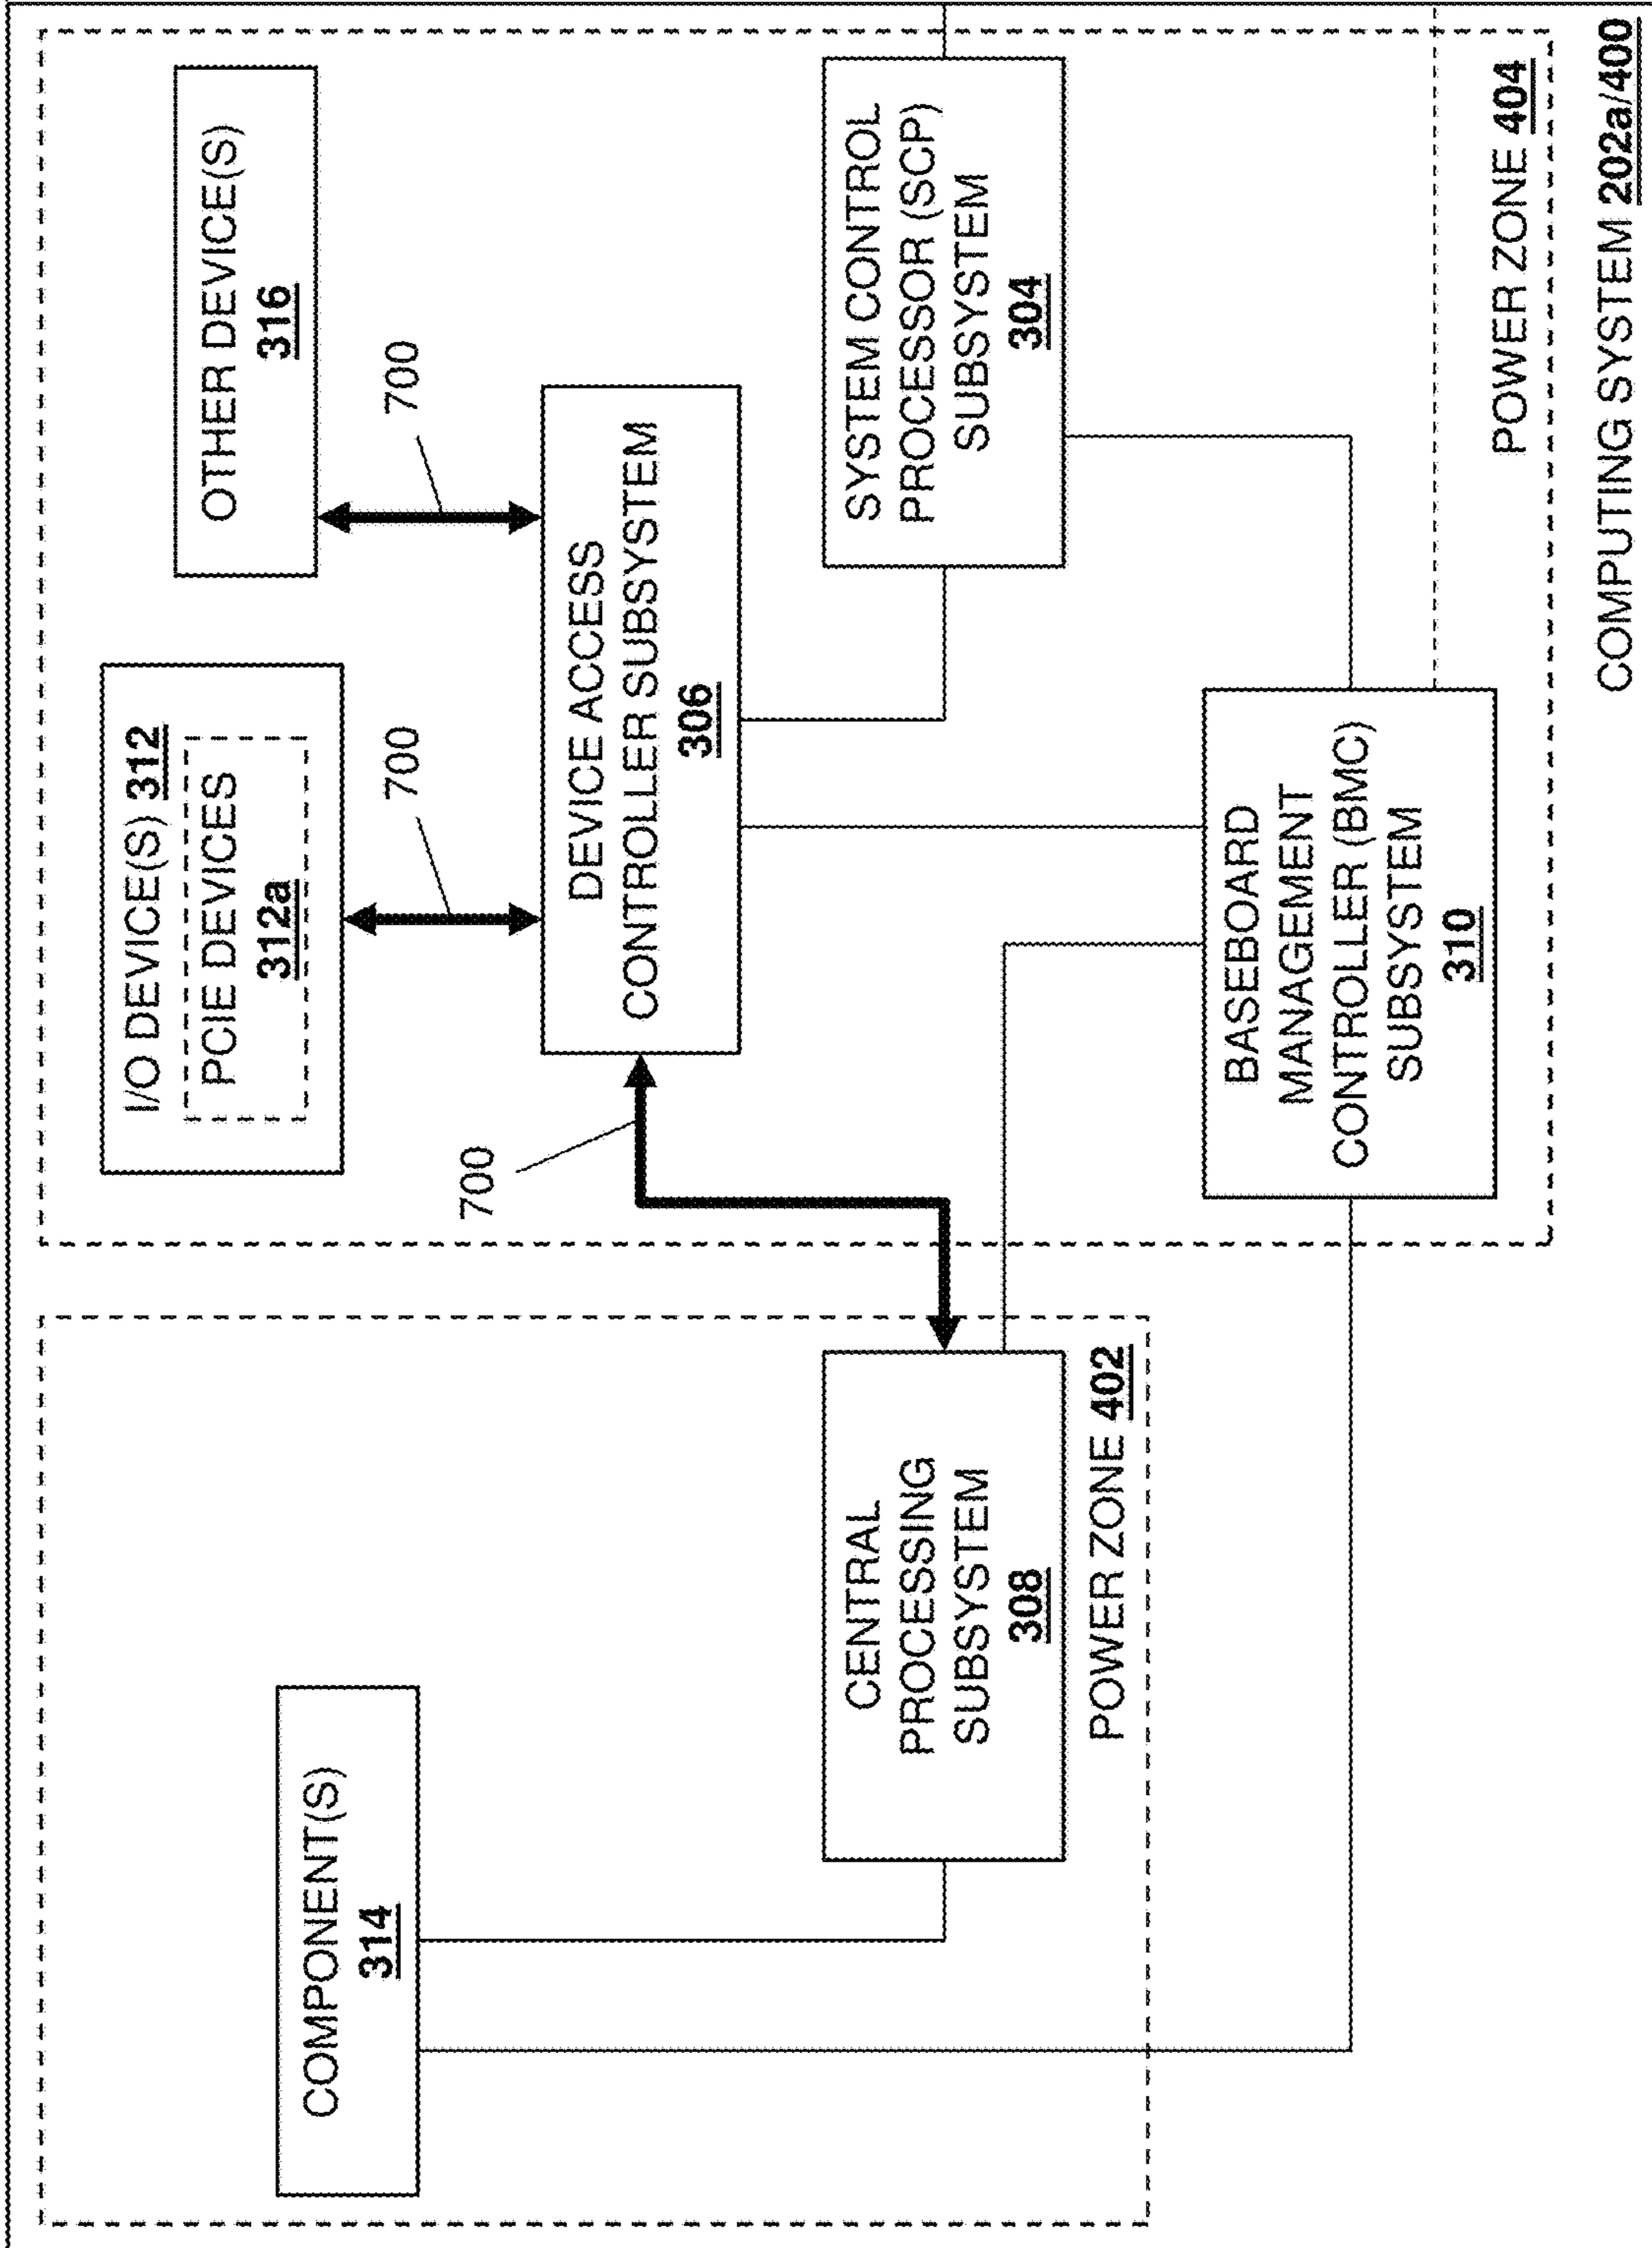 COMPONENT(S)
314
I/O DEVICE(S) 312
PCIE DEVICES
312a
OTHER DEVICE(S)
316
700
700
700
DEVICE ACCESS
CONTROLLER SUBSYSTEM
306
CENTRAL
PROCESSING
SUBSYSTEM
308
POWER ZONE 402
SYSTEM CONTROL
PROCESSOR (SCP)
SUBSYSTEM
304
BASEBOARD
MANAGEMENT
CONTROLLER (BMC)
SUBSYSTEM
310
POWER ZONE 404
COMPUTING SYSTEM 202a/400